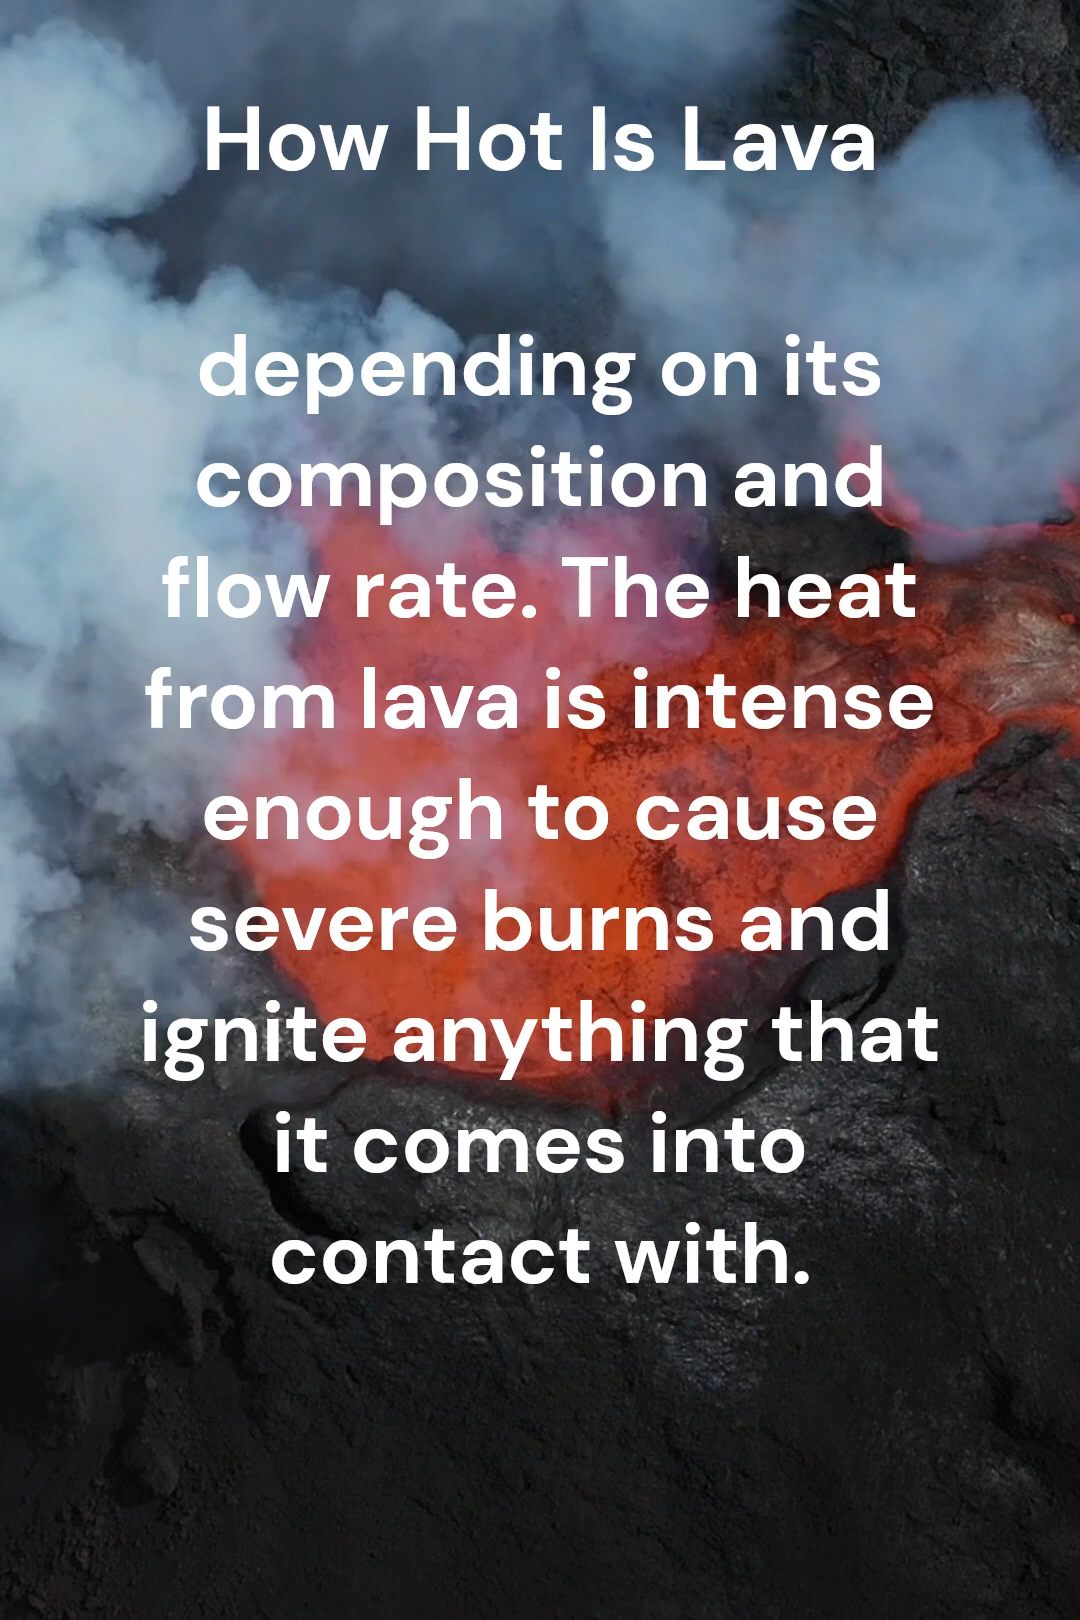 How Hot Is Lava
depending on its
composition and
flow rate. The heat
from lava is intense
enough to cause
severe burns and
ignite anything that
it comes into
contact with.